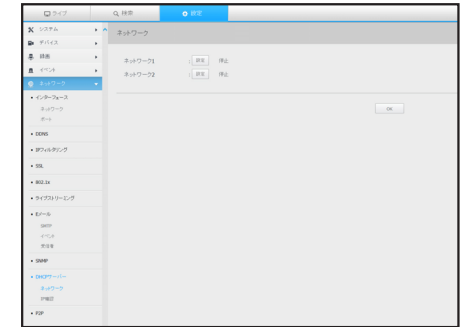 ライブ
検索
設定
システム
デバイス
録画
イベント
ネットワーク
インターフェース
ネットワーク
ポート
DDNS
IPフィルタリング
SSL
802.1x
ライブストリーミング
Eメール
SMTP
イベント
受信者
SNMP
DHCPサーバー
ネットワーク
IP確認
P2P
ネットワーク
ネットワーク1 : 設定 停止
ネットワーク2 : 設定 停止
OK